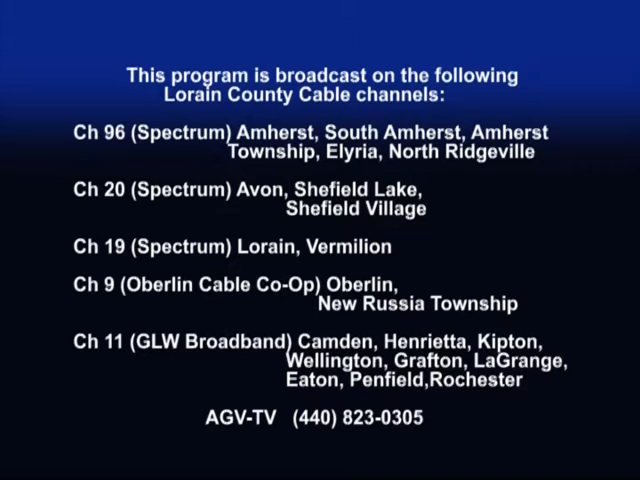 This program is broadcast on the following
Lorain County Cable channels:
Ch 96 (Spectrum) Amherst, South Amherst, Amherst
Township, Elyria, North Ridgeville
Ch 20 (Spectrum) Avon, Shefield Lake,
Shefield Village
Ch 19 (Spectrum) Lorain, Vermilion
Ch 9 (Oberlin Cable Co-Op) Oberlin,
New Russia Township
Ch 11 (GLW Broadband) Camden, Henrietta, Kipton,
Wellington, Grafton, LaGrange,
Eaton, Penfield,Rochester
AGV-TV (440) 823-0305